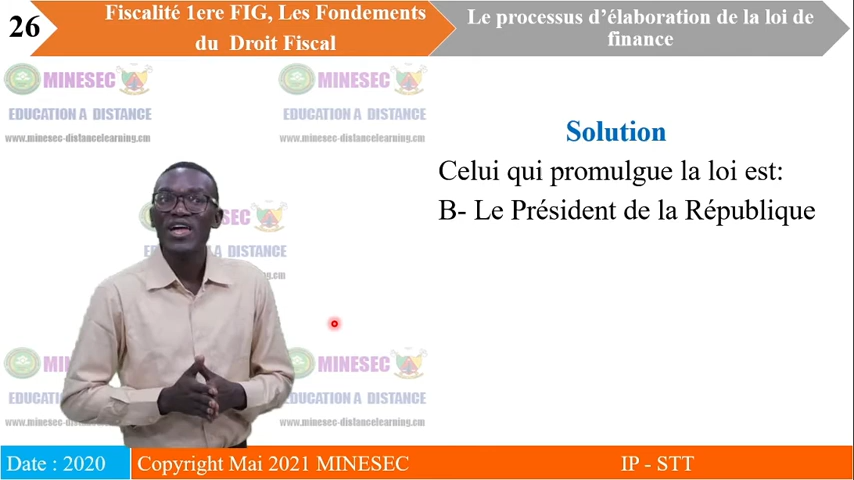 26
Fiscalité 1ere FIG, Les Fondements
du Droit Fiscal
Le processus d’élaboration de la loi de
finance
MINESEC
MINESEC
EDUCATION A DISTANCE
EDUCATION A DISTANCE
www.minesec-distancelearning.cm
www.minesec-distancelearning.cm
Solution
Celui qui promulgue la loi est:
B- Le Président de la République
SEC
A DISTANCE
MINESEC
DISTANCE
www.minesec-distancelearning.cm
Date : 2020
Copyright Mai 2021 MINESEC
IP - STT